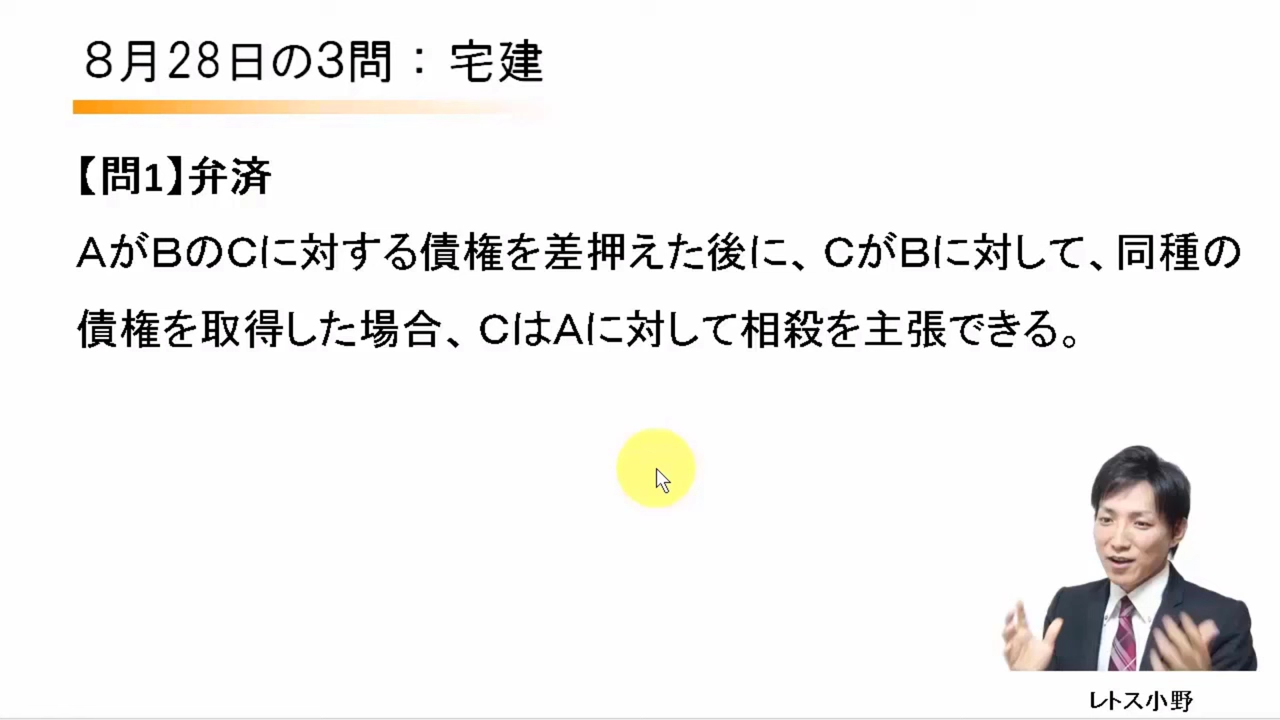 ８月28日の3問：宅建
【問1】弁済
AがBのCに対する債権を差押えた後に、CがBに対して、同種の
債権を取得した場合、CはAに対して相殺を主張できる。
レトス小野